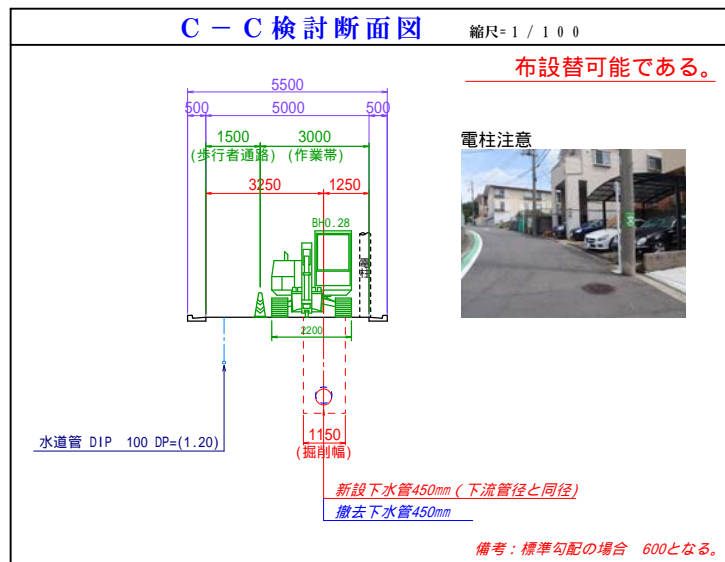 C－C検討断面図 縮尺=1/100
布設替可能である。
5500
500 5000 500
1500 3000
(歩行者通路) (作業帯)
3250 1250
電柱注意
BH0.28
電柱
2200
水道管 DIP 100 DP=(1.20)
1150
(掘削幅)
新設下水管450mm(下流管径と同径)
撤去下水管450mm
備考：標準勾配の場合 600となる。